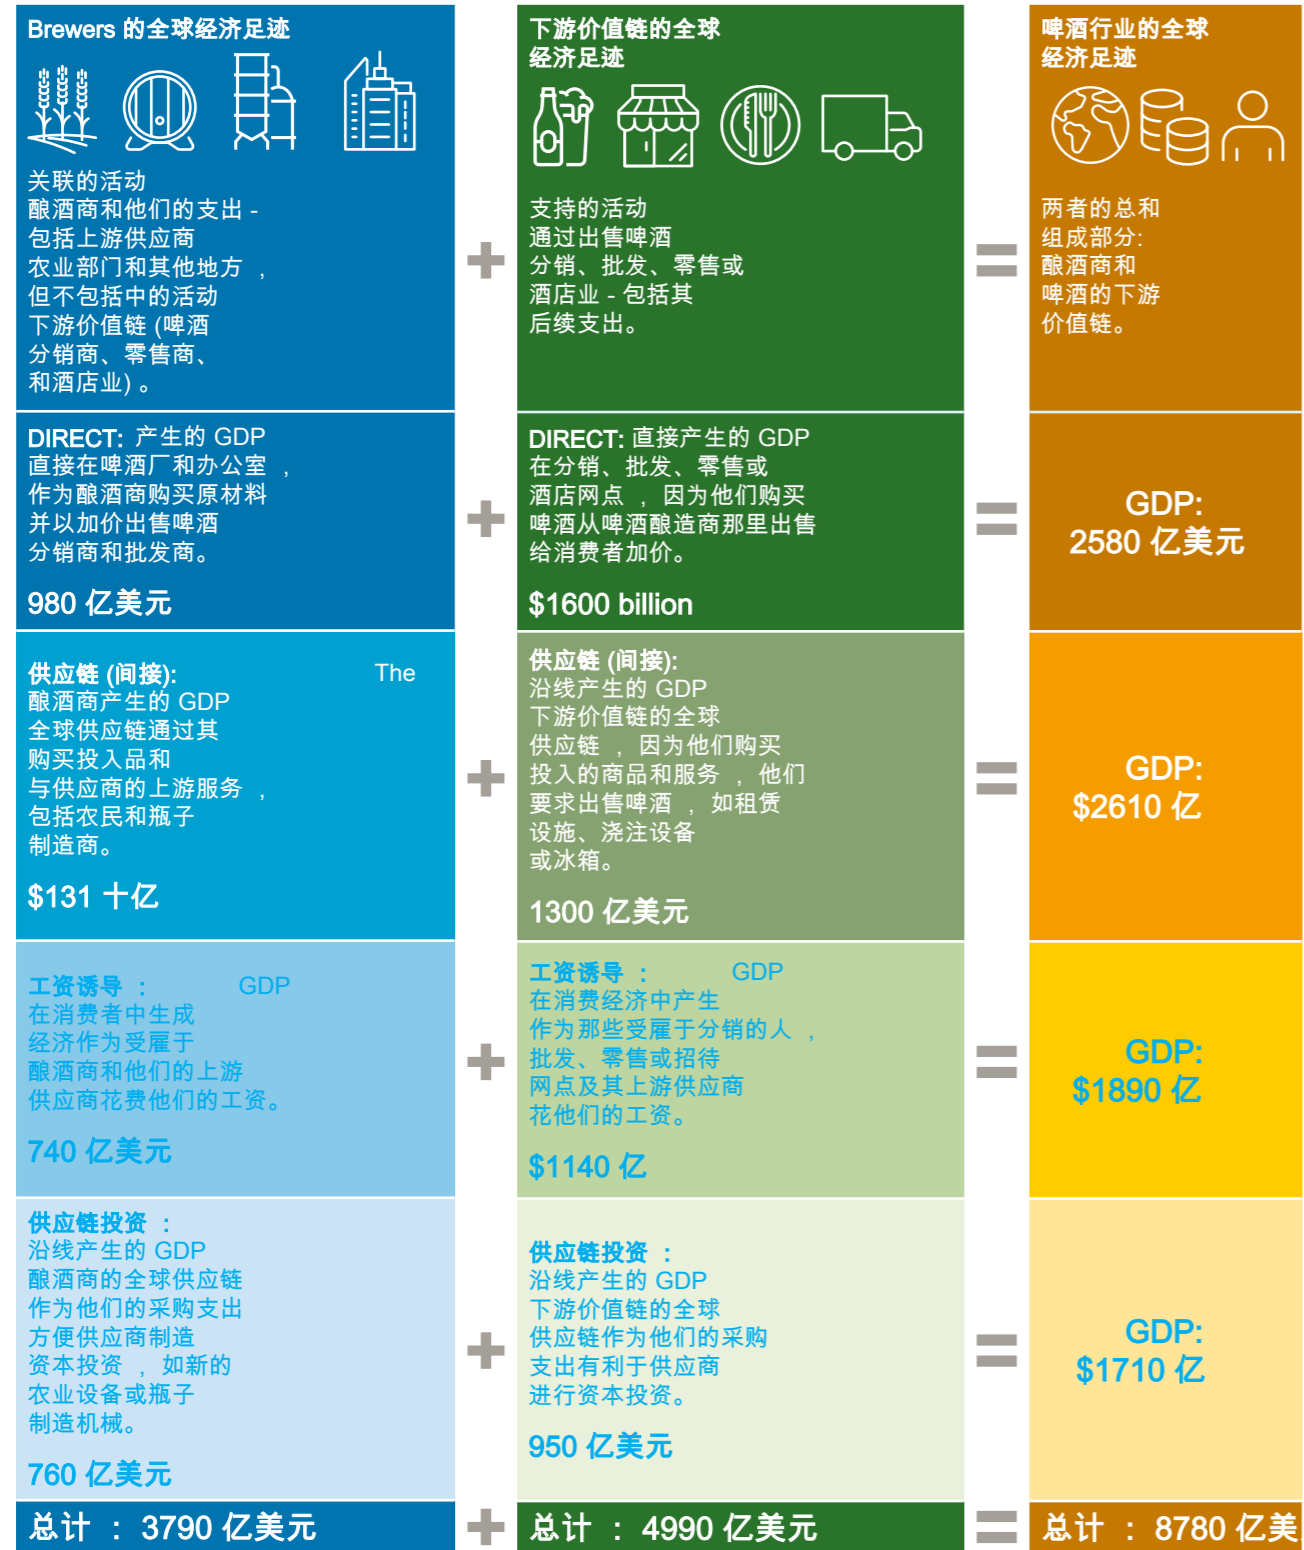 Brewers 的全球经济足迹
关联的活动
酿酒商和他们的支出 -
包括上游供应商
农业部门和其他地方 ，
但不包括中的活动
下游价值链 (啤酒
分销商、零售商、
和酒店业) 。
下游价值链的全球
经济足迹
支持的活动
通过出售啤酒
分销、批发、零售或
酒店业 - 包括其
后续支出。
啤酒行业的全球
经济足迹
两者的总和
组成部分:
酿酒商和
啤酒的下游
价值链。
DIRECT: 产生的 GDP
直接在啤酒厂和办公室 ，
作为酿酒商购买原材料
并以加价出售啤酒
分销商和批发商。
980 亿美元
DIRECT: 直接产生的 GDP
在分销、批发、零售或
酒店网点 ， 因为他们购买
啤酒从啤酒酿造商那里出售
给消费者加价。
$1600 billion
GDP:
2580 亿美元
供应链 (间接): The
酿酒商产生的 GDP
全球供应链通过其
购买投入品和
与供应商的上游服务 ，
包括农民和瓶子
制造商。
$131 十亿
供应链 (间接):
沿线产生的 GDP
下游价值链的全球
供应链 ， 因为他们购买
投入的商品和服务 ， 他们
要求出售啤酒 ， 如租赁
设施、浇注设备
或冰箱。
1300 亿美元
GDP:
$2610 亿
工资诱导 ： GDP
在消费者中生成
经济作为受雇于
酿酒商和他们的上游
供应商花费他们的工资。
740 亿美元
工资诱导 ： GDP
在消费经济中产生
作为那些受雇于分销的人 ，
批发、零售或招待
网点及其上游供应商
花他们的工资。
$1140 亿
GDP:
$1890 亿
供应链投资 ：
沿线产生的 GDP
酿酒商的全球供应链
作为他们的采购支出
方便供应商制造
资本投资 ， 如新的
农业设备或瓶子
制造机械。
760 亿美元
供应链投资 ：
沿线产生的 GDP
下游价值链的全球
供应链作为他们的采购
支出有利于供应商
进行资本投资。
950 亿美元
GDP:
$1710 亿
总计 ： 3790 亿美元
总计 ： 4990 亿美元
总计 ： 8780 亿美